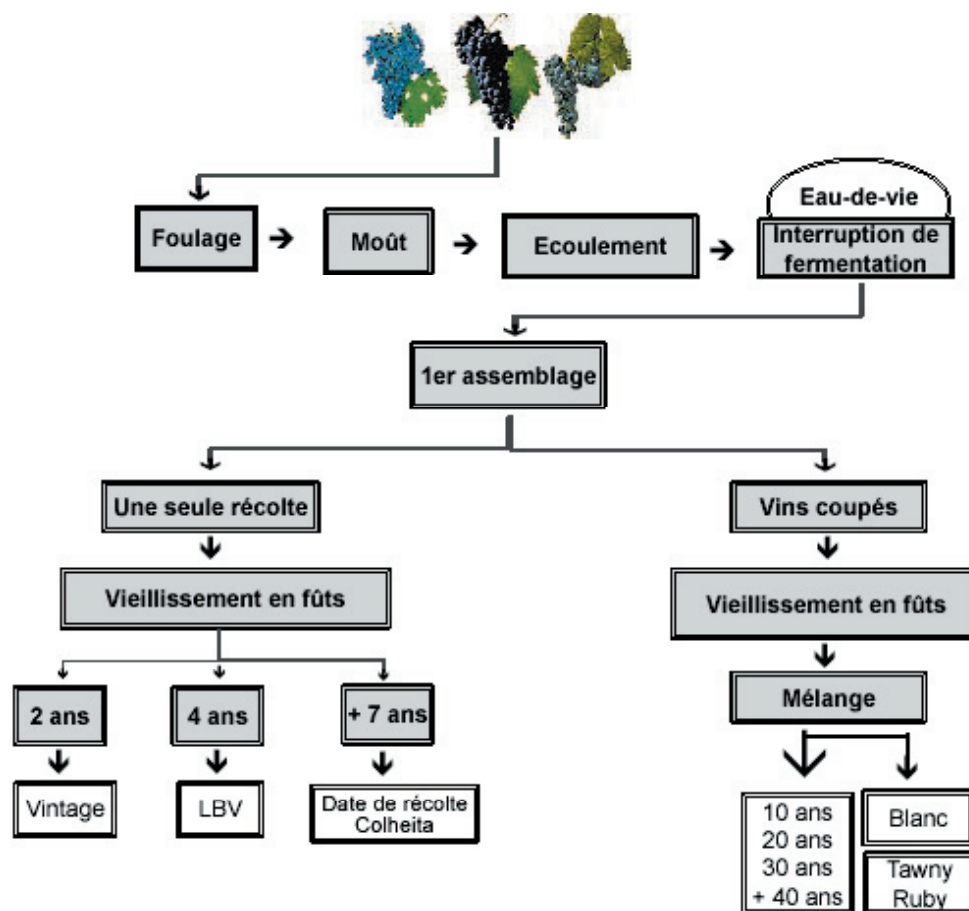 Foulage
Moût
Ecoulement
Eau-de-vie
Interruption de
fermentation
1er assemblage
Une seule récolte
Vins coupés
Vieillissement en fûts
Vieillissement en fûts
2 ans
4 ans
+ 7 ans
Mélange
Vintage
LBV
Date de récolte
Colheita
10 ans
20 ans
30 ans
+ 40 ans
Blanc
Tawny
Ruby